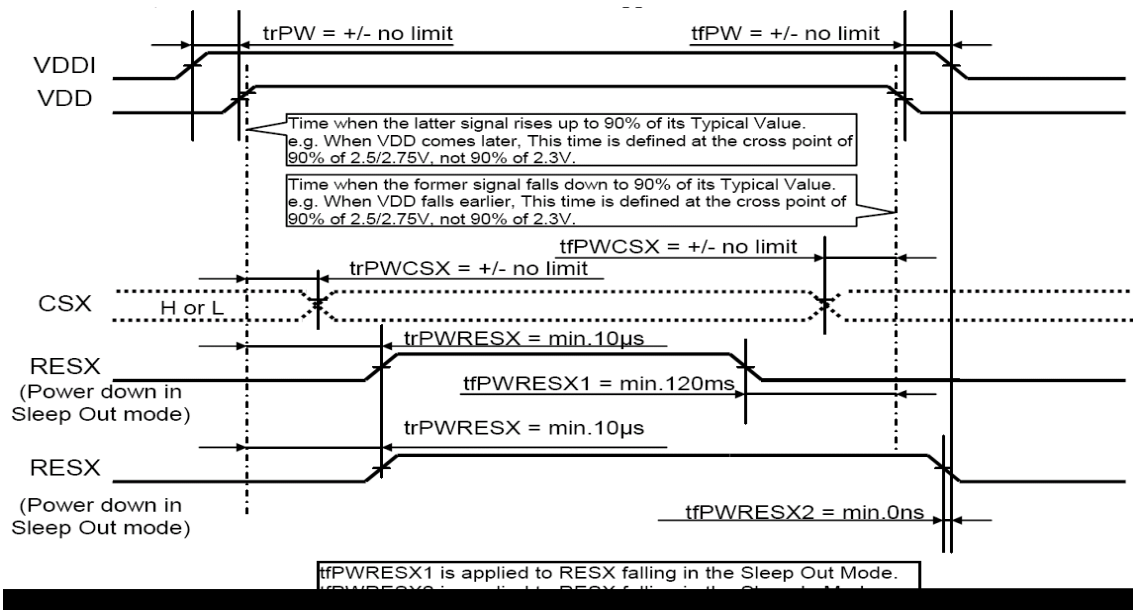 trPW = +/- no limit
tfPW = +/- no limit
VDDI
VDD
Time when the latter signal rises up to 90% of its Typical Value.
e.g. When VDD comes later, This time is defined at the cross point of
90% of 2.5/2.75V, not 90% of 2.3V.
Time when the former signal falls down to 90% of its Typical Value.
e.g. When VDD falls earlier, This time is defined at the cross point of
90% of 2.5/2.75V, not 90% of 2.3V.
tfPWCSX = +/- no limit
trPWCSX = +/- no limit
CSX
H or L
trPWRESX = min.10µs
RESX
(Power down in
Sleep Out mode)
tfPWRESX1 = min.120ms
trPWRESX = min.10µs
RESX
(Power down in
Sleep Out mode)
tfPWRESX2 = min.0ns
tfPWRESX1 is applied to RESX falling in the Sleep Out Mode.